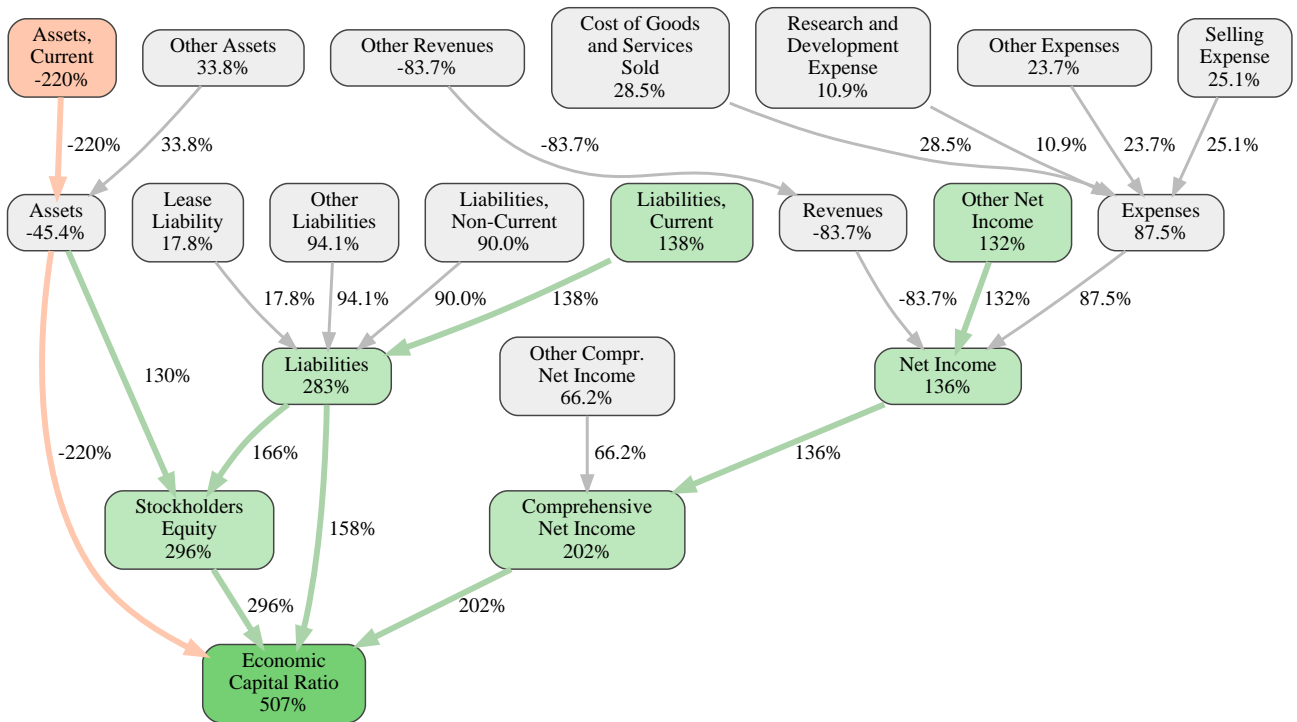 Assets,
Current
-220%
Other Assets
33.8%
Other Revenues
-83.7%
Cost of Goods
and Services
Sold
28.5%
Research and
Development
Expense
10.9%
Other Expenses
23.7%
Selling
Expense
25.1%
-220%
33.8%
-83.7%
28.5%
10.9%
23.7%
25.1%
Assets
-45.4%
Lease
Liability
17.8%
Other
Liabilities
94.1%
Liabilities,
Non-Current
90.0%
Liabilities,
Current
138%
Revenues
-83.7%
Other Net
Income
132%
Expenses
87.5%
17.8%
94.1%
90.0%
138%
-83.7%
132%
87.5%
130%
Liabilities
283%
Other Compr.
Net Income
66.2%
Net Income
136%
-220%
166%
66.2%
136%
Stockholders
Equity
296%
158%
Comprehensive
Net Income
202%
296%
202%
Economic
Capital Ratio
507%